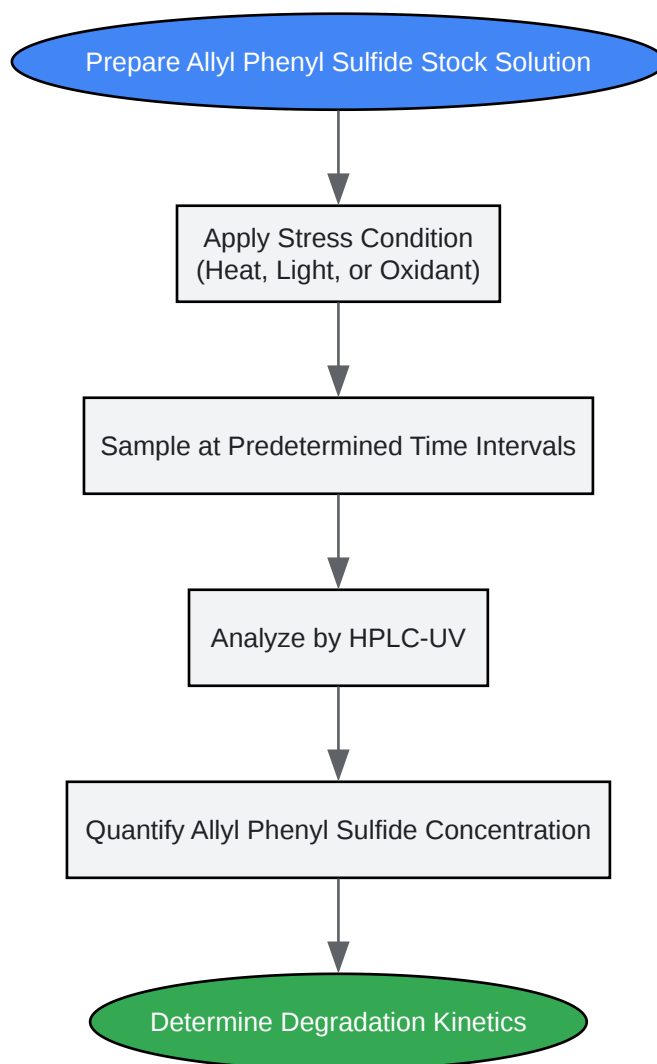 Prepare Allyl Phenyl Sulfide Stock Solution
Apply Stress Condition
(Heat, Light, or Oxidant)
Sample at Predetermined Time Intervals
Analyze by HPLC-UV
Quantify Allyl Phenyl Sulfide Concentration
Determine Degradation Kinetics